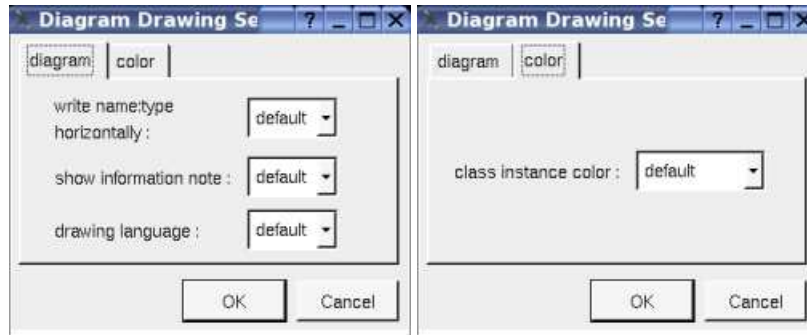 Diagram Drawing Se
diagram
color
write name:type
horizontally :
default
show information note :
default
drawing language :
default
OK
Cancel
Diagram Drawing Se
diagram
color
class instance color :
default
OK
Cancel